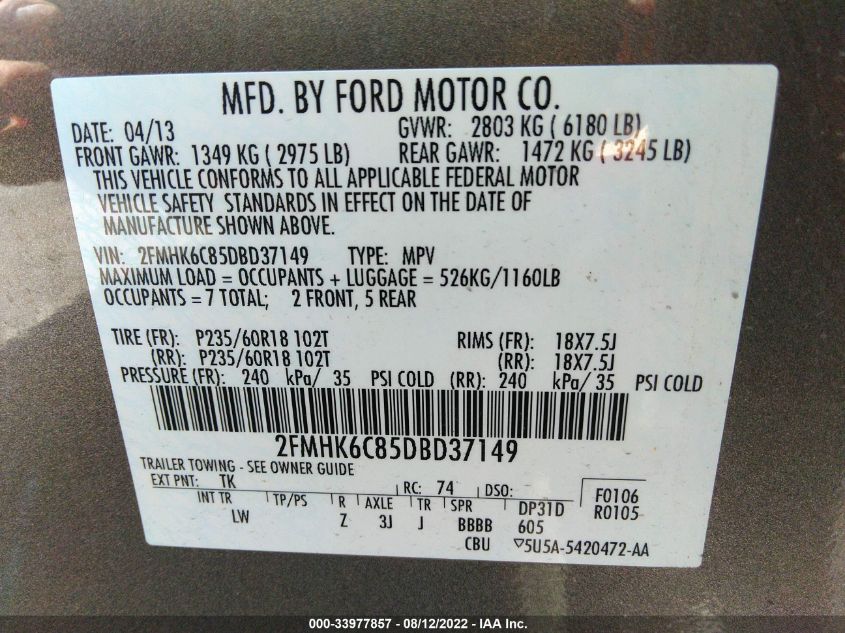 MFD. BY FORD MOTOR CO.
DATE: 04/13 GVWR: 2803 KG ( 6180 LB)
FRONT GAWR: 1349 KG ( 2975 LB) REAR GAWR: 1472 KG ( 3245 LB)
THIS VEHICLE CONFORMS TO ALL APPLICABLE FEDERAL MOTOR
VEHICLE SAFETY STANDARDS IN EFFECT ON THE DATE OF
MANUFACTURE SHOWN ABOVE.
VIN: 2FMHK6C85DBD37149 TYPE: MPV
MAXIMUM LOAD = OCCUPANTS + LUGGAGE = 526KG/1160LB
OCCUPANTS = 7 TOTAL; 2 FRONT, 5 REAR
TIRE (FR): P235/60R18 102T RIMS (FR): 18X7.5J
(RR): P235/60R18 102T (RR): 18X7.5J
PRESSURE (FR): 240 kPa/ 35 PSI COLD (RR): 240 kPa/ 35 PSI COLD
2FMHK6C85DBD37149
TRAILER TOWING - SEE OWNER GUIDE
EXT PNT: TK RC: 74 DSO: F0106
INT TR TP/PS R AXLE TR SPR DP31D R0105
LW Z 3J J BBBB 605
CBU ▽5U5A-5420472-AA
000-33977857 - 08/12/2022 - IAA Inc.